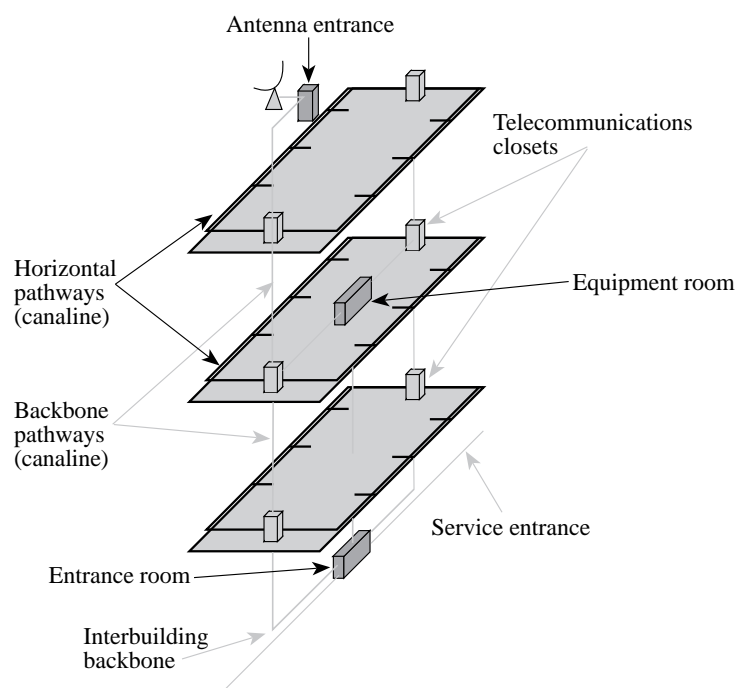 Antenna entrance
Telecommunications
closets
Horizontal
pathways
(canaline)
Equipment room
Backbone
pathways
(canaline)
Service entrance
Entrance room
Interbuilding
backbone